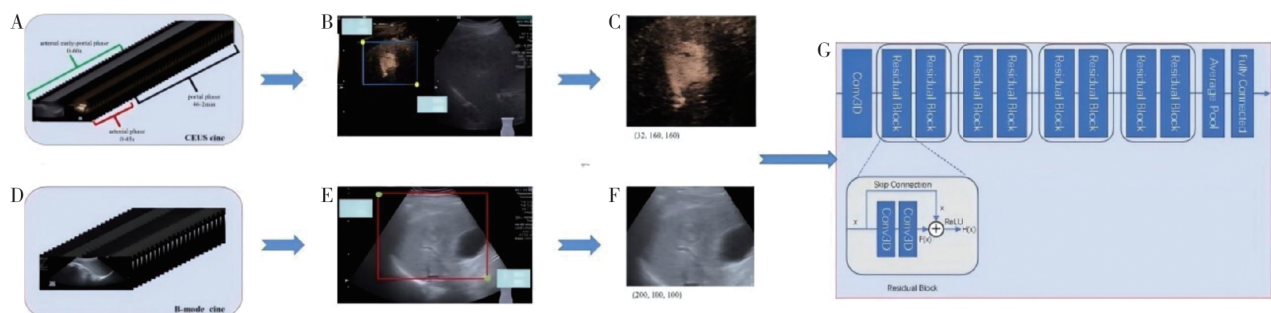 A
arterial early-portal phase
0-60s
portal phase
46-2min
arterial phase
0-45s
CEUS cine
B
C
(32, 160, 160)
D
B-mode cine
E
F
(200, 100, 100)
G
Conv3D
Residual Block
Residual Block
Residual Block
Residual Block
Residual Block
Residual Block
Residual Block
Residual Block
Average Pool
Fully Connected
Skip Connection
x
x
Conv3D
Conv3D
F(x)
ReLU
H(x)
Residual Block